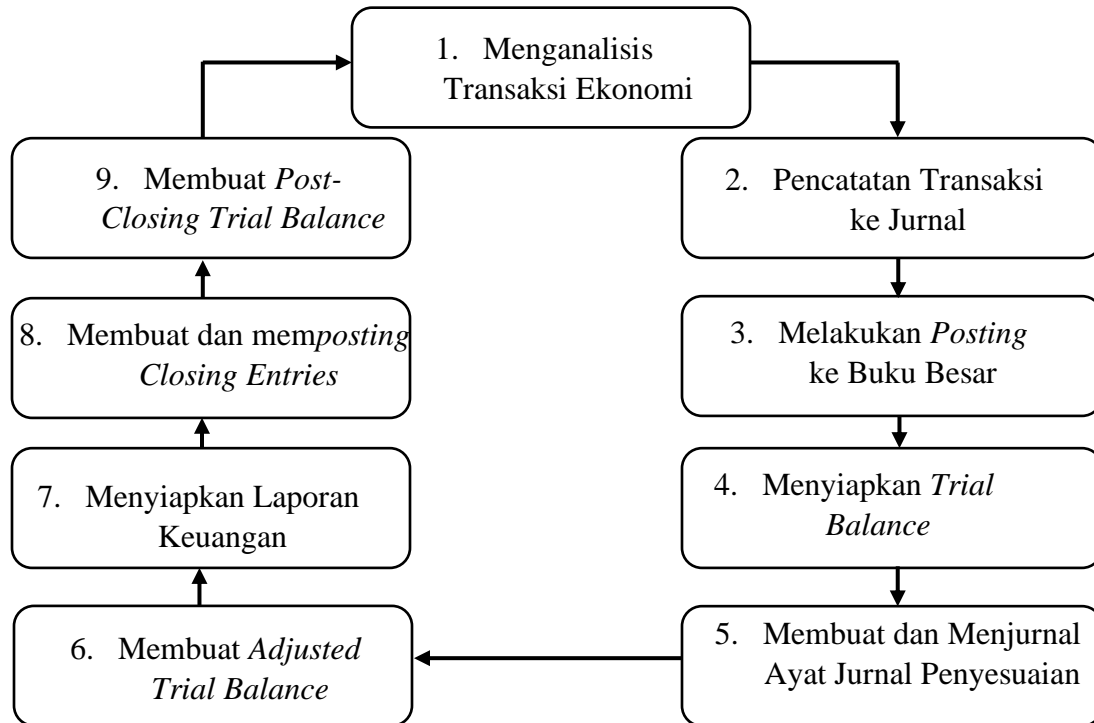 1. Menganalisis
Transaksi Ekonomi
2. Pencatatan Transaksi
ke Jurnal
3. Melakukan Posting
ke Buku Besar
4. Menyiapkan Trial
Balance
5. Membuat dan Menjurnal
Ayat Jurnal Penyesuaian
6. Membuat Adjusted
Trial Balance
7. Menyiapkan Laporan
Keuangan
8. Membuat dan memposting
Closing Entries
9. Membuat Post-
Closing Trial Balance